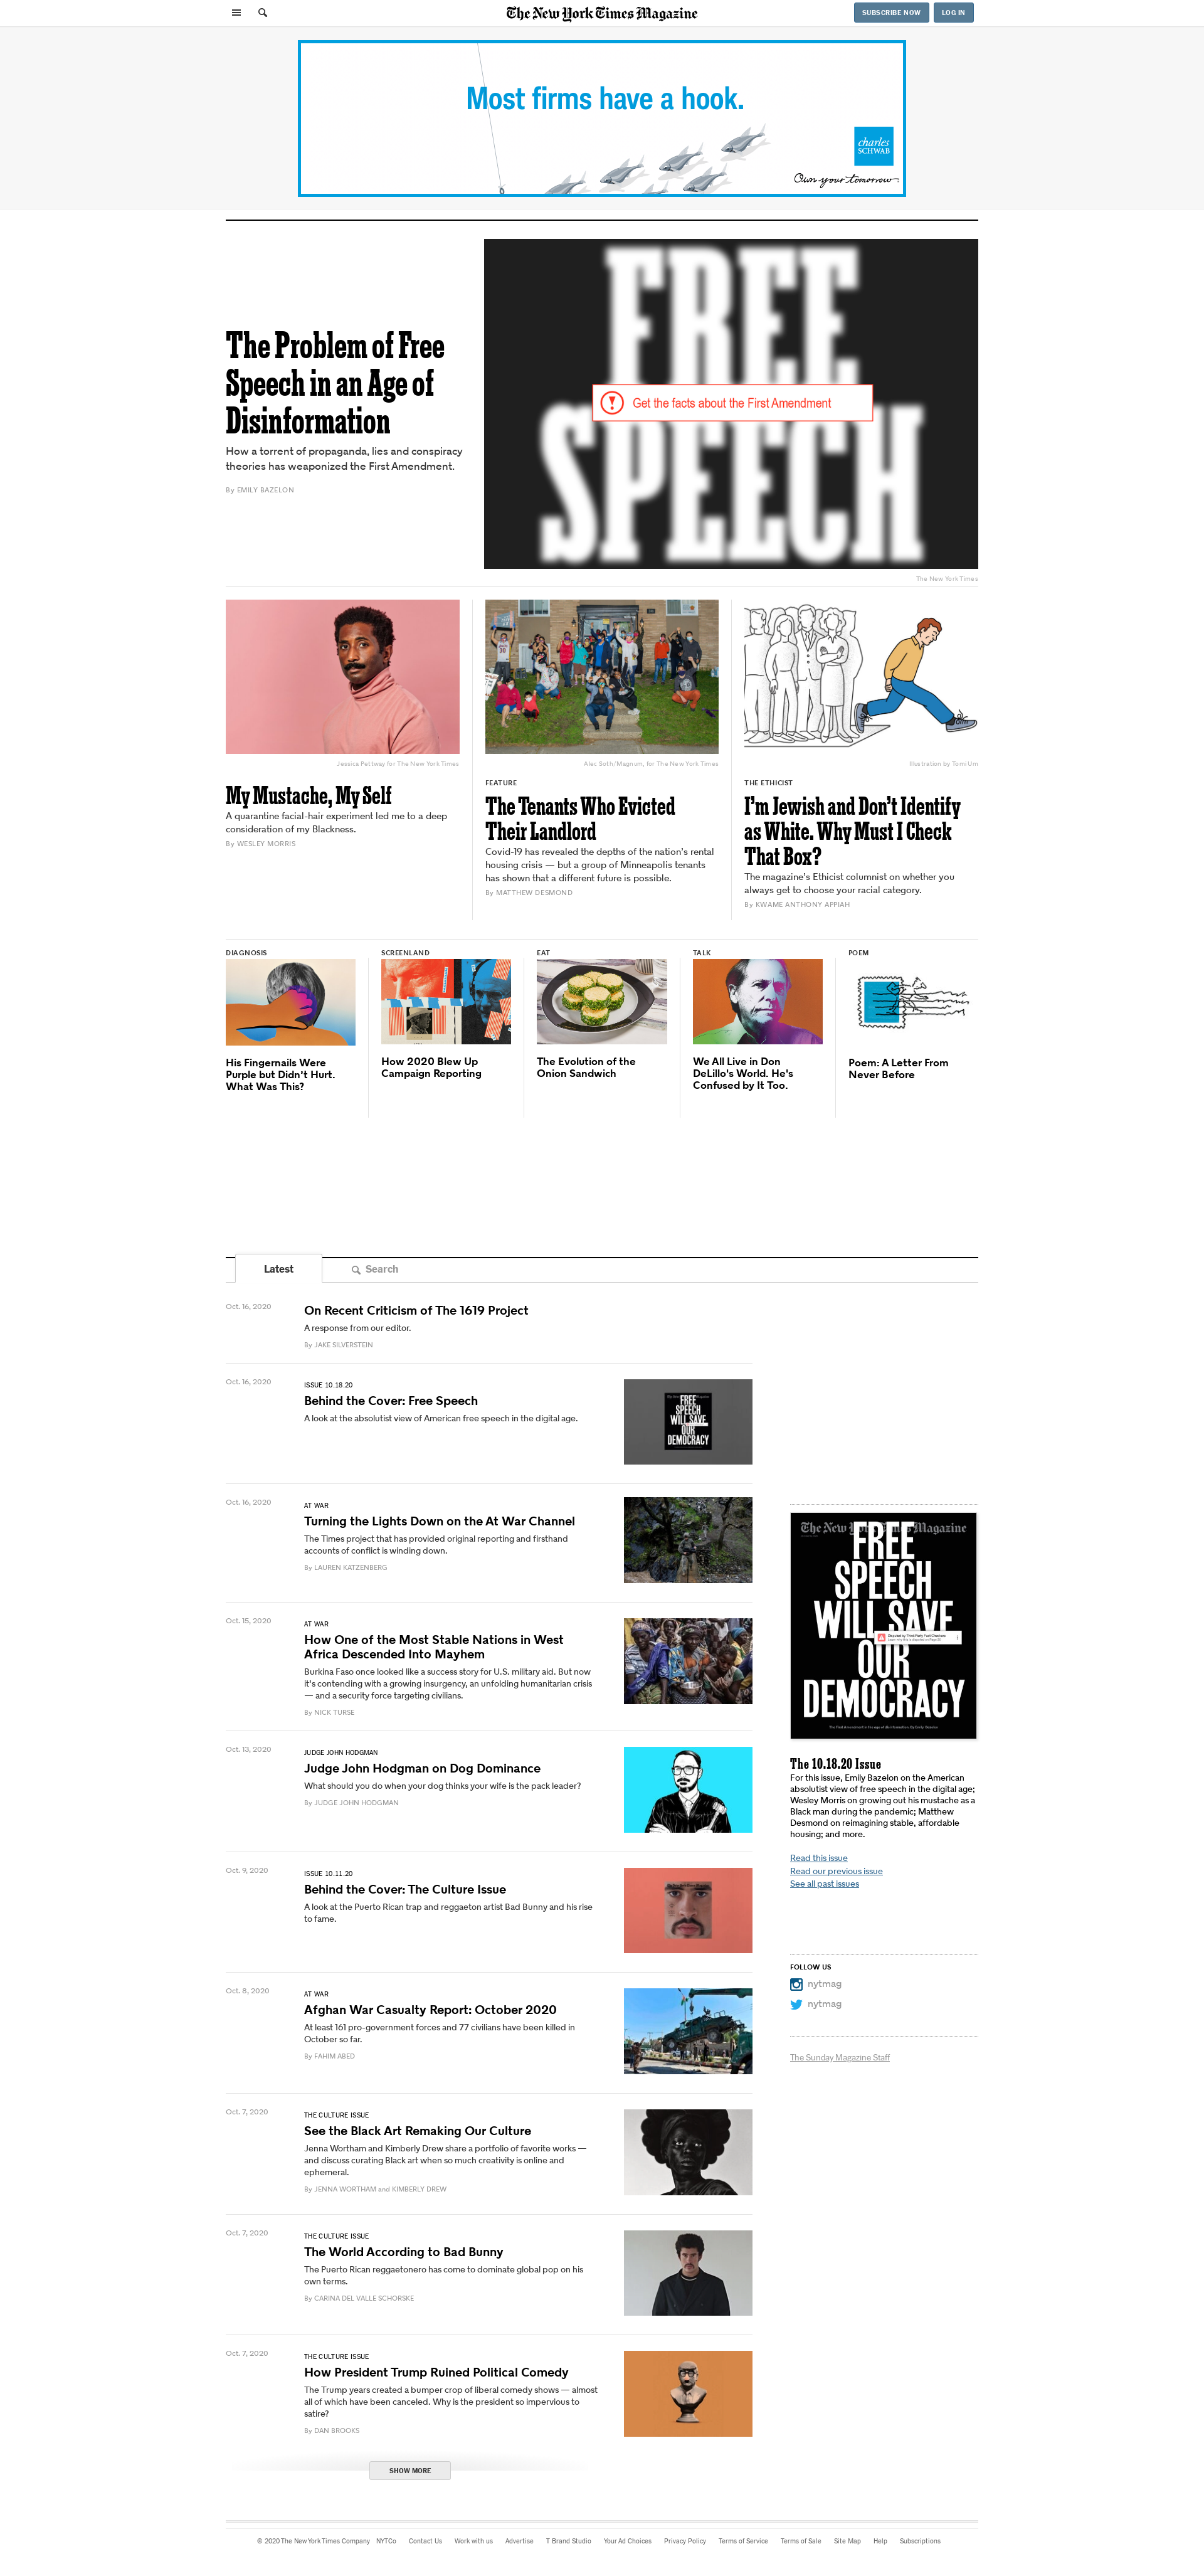 The New York Times Magazine
SUBSCRIBE NOW
LOG IN
Most firms have a hook.
charles
SCHWAB
Own your tomorrow
The Problem of Free
Speech in an Age of
Disinformation
How a torrent of propaganda, lies and conspiracy
theories has weaponized the First Amendment.
By EMILY BAZELON
FREE
SPEECH
Get the facts about the First Amendment
The New York Times
Jessica Pettway for The New York Times
My Mustache, My Self
A quarantine facial-hair experiment led me to a deep
consideration of my Blackness.
By WESLEY MORRIS
Alec Soth/Magnum, for The New York Times
FEATURE
The Tenants Who Evicted
Their Landlord
Covid-19 has revealed the depths of the nation's rental
housing crisis — but a group of Minneapolis tenants
has shown that a different future is possible.
By MATTHEW DESMOND
Illustration by Tomi Um
THE ETHICIST
I'm Jewish and Don't Identify
as White. Why Must I Check
That Box?
The magazine's Ethicist columnist on whether you
always get to choose your racial category.
By KWAME ANTHONY APPIAH
DIAGNOSIS
His Fingernails Were
Purple but Didn't Hurt.
What Was This?
SCREENLAND
How 2020 Blew Up
Campaign Reporting
EAT
The Evolution of the
Onion Sandwich
TALK
We All Live in Don
DeLillo's World. He's
Confused by It Too.
POEM
Poem: A Letter From
Never Before
Latest
Search
Oct. 16, 2020
On Recent Criticism of The 1619 Project
A response from our editor.
By JAKE SILVERSTEIN
Oct. 16, 2020
ISSUE 10.18.20
Behind the Cover: Free Speech
A look at the absolutist view of American free speech in the digital age.
FREE
SPEECH
WILL SAVE
OUR
DEMOCRACY
Oct. 16, 2020
AT WAR
Turning the Lights Down on the At War Channel
The Times project that has provided original reporting and firsthand
accounts of conflict is winding down.
By LAUREN KATZENBERG
Oct. 15, 2020
AT WAR
How One of the Most Stable Nations in West
Africa Descended Into Mayhem
Burkina Faso once looked like a success story for U.S. military aid. But now
it's contending with a growing insurgency, an unfolding humanitarian crisis
— and a security force targeting civilians.
By NICK TURSE
Oct. 13, 2020
JUDGE JOHN HODGMAN
Judge John Hodgman on Dog Dominance
What should you do when your dog thinks your wife is the pack leader?
By JUDGE JOHN HODGMAN
Oct. 9, 2020
ISSUE 10.11.20
Behind the Cover: The Culture Issue
A look at the Puerto Rican trap and reggaeton artist Bad Bunny and his rise
to fame.
Oct. 8, 2020
AT WAR
Afghan War Casualty Report: October 2020
At least 161 pro-government forces and 77 civilians have been killed in
October so far.
By FAHIM ABED
Oct. 7, 2020
THE CULTURE ISSUE
See the Black Art Remaking Our Culture
Jenna Wortham and Kimberly Drew share a portfolio of favorite works —
and discuss curating Black art when so much creativity is online and
ephemeral.
By JENNA WORTHAM and KIMBERLY DREW
Oct. 7, 2020
THE CULTURE ISSUE
The World According to Bad Bunny
The Puerto Rican reggaetonero has come to dominate global pop on his
own terms.
By CARINA DEL VALLE SCHORSKE
Oct. 7, 2020
THE CULTURE ISSUE
How President Trump Ruined Political Comedy
The Trump years created a bumper crop of liberal comedy shows — almost
all of which have been canceled. Why is the president so impervious to
satire?
By DAN BROOKS
SHOW MORE
The New York Times Magazine
FREE
SPEECH
WILL SAVE
OUR
DEMOCRACY
The 10.18.20 Issue
For this issue, Emily Bazelon on the American
absolutist view of free speech in the digital age;
Wesley Morris on growing out his mustache as a
Black man during the pandemic; Matthew
Desmond on reimagining stable, affordable
housing; and more.
Read this issue
Read our previous issue
See all past issues
FOLLOW US
nytmag
nytmag
The Sunday Magazine Staff
© 2020 The New York Times Company NYTCo Contact Us Work with us Advertise T Brand Studio Your Ad Choices Privacy Policy Terms of Service Terms of Sale Site Map Help Subscriptions